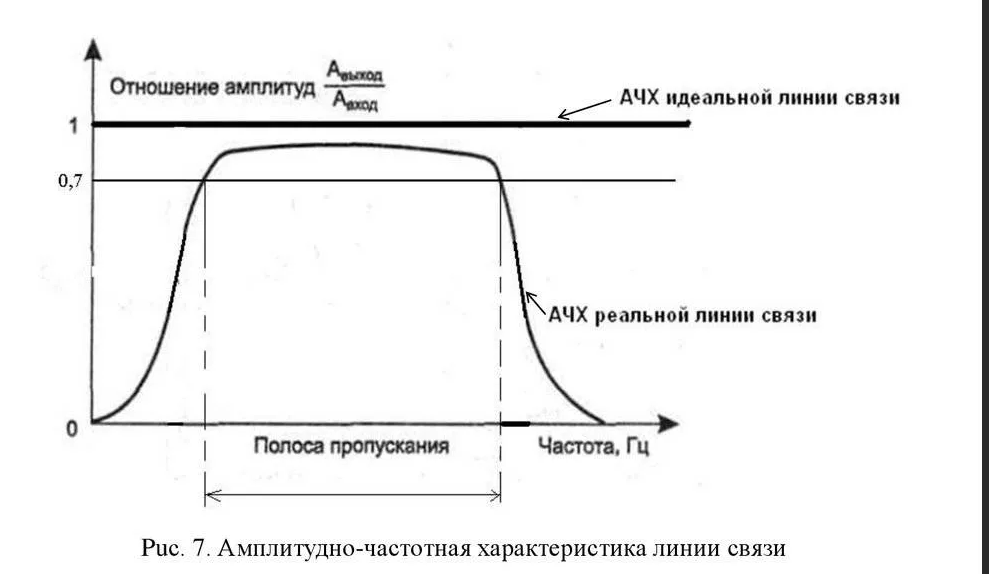 Отношение амплитуд Aвыход
Aвход
АЧХ идеальной линии связи
1
0,7
АЧХ реальной линии связи
0
Полоса пропускания
Частота, Гц
Рис. 7. Амплитудно-частотная характеристика линии связи